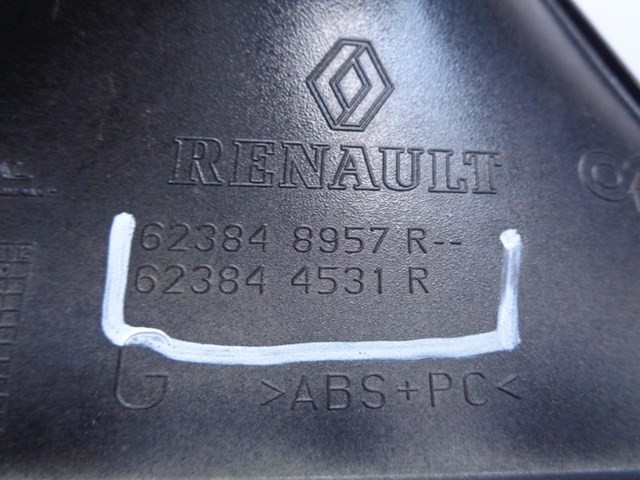 RENAULT
62384 8957 R--
62384 4531 R
G
>ABS+PC<